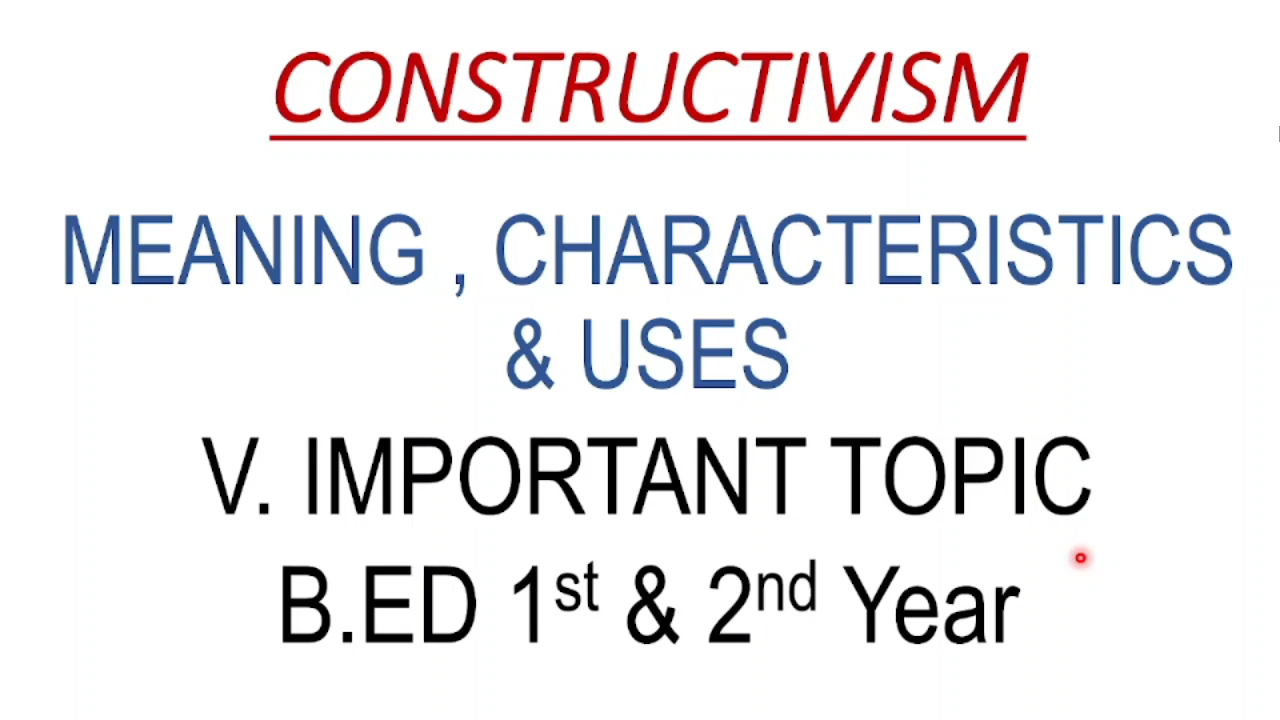 CONSTRUCTIVISM
MEANING , CHARACTERISTICS
& USES
V. IMPORTANT TOPIC
B.ED 1st & 2nd Year